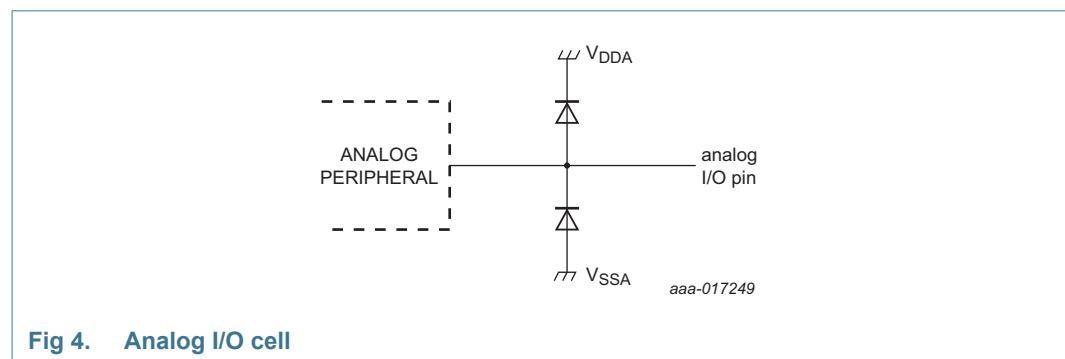 VDDA
ANALOG
PERIPHERAL
analog
I/O pin
VSSA
aaa-017249
Fig 4. Analog I/O cell